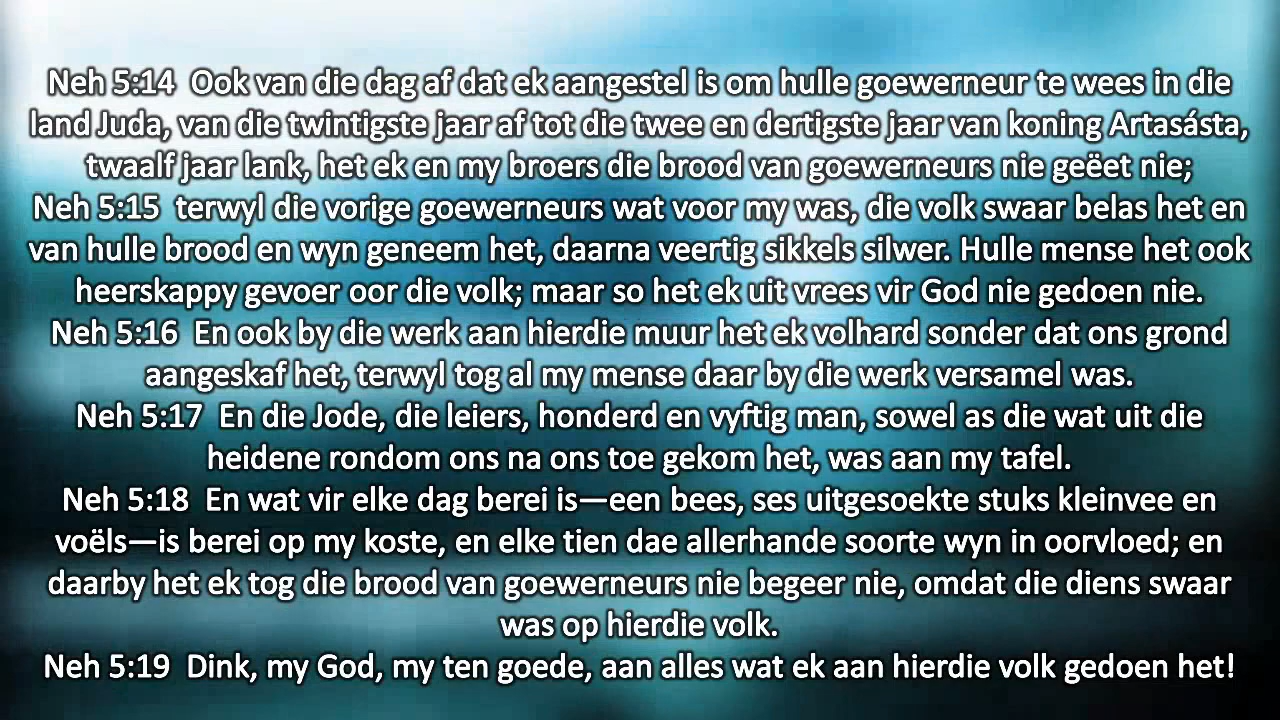 Neh 5:14  Ook van die dag af dat ek aangestel is om hulle goewerneur te wees in die
land Juda, van die twintigste jaar af tot die twee en dertigste jaar van koning Artasásta,
twaalf jaar lank, het ek en my broers die brood van goewerneurs nie geëet nie;
Neh 5:15  terwyl die vorige goewerneurs wat voor my was, die volk swaar belas het en
van hulle brood en wyn geneem het, daarna veertig sikkels silwer. Hulle mense het ook
heerskappy gevoer oor die volk; maar so het ek uit vrees vir God nie gedoen nie.
Neh 5:16  En ook by die werk aan hierdie muur het ek volhard sonder dat ons grond
aangeskaf het, terwyl tog al my mense daar by die werk versamel was.
Neh 5:17  En die Jode, die leiers, honderd en vyftig man, sowel as die wat uit die
heidene rondom ons na ons toe gekom het, was aan my tafel.
Neh 5:18  En wat vir elke dag berei is—een bees, ses uitgesoekte stuks kleinvee en
voëls—is berei op my koste, en elke tien dae allerhande soorte wyn in oorvloed; en
daarby het ek tog die brood van goewerneurs nie begeer nie, omdat die diens swaar
was op hierdie volk.
Neh 5:19  Dink, my God, my ten goede, aan alles wat ek aan hierdie volk gedoen het!